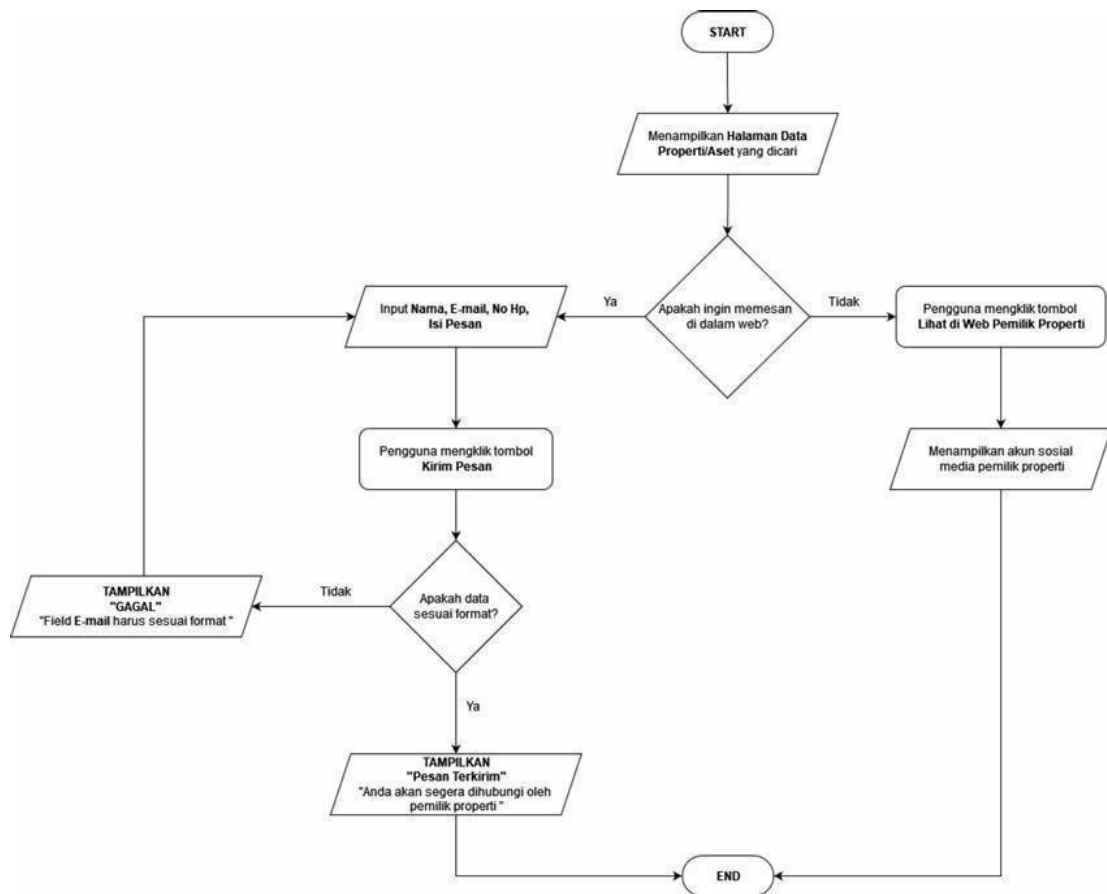 START
Menampilkan Halaman Data
Properti/Aset yang dicari
Apakah ingin memesan
di dalam web?
Ya
Tidak
Input Nama, E-mail, No Hp,
Isi Pesan
Pengguna mengklik tombol
Lihat di Web Pemilik Properti
Pengguna mengklik tombol
Kirim Pesan
Menampilkan akun sosial
media pemilik properti
Apakah data
sesuai format?
Tidak
TAMPILKAN
"GAGAL"
"Field E-mail harus sesuai format "
Ya
TAMPILKAN
"Pesan Terkirim"
"Anda akan segera dihubungi oleh
pemilik properti "
END